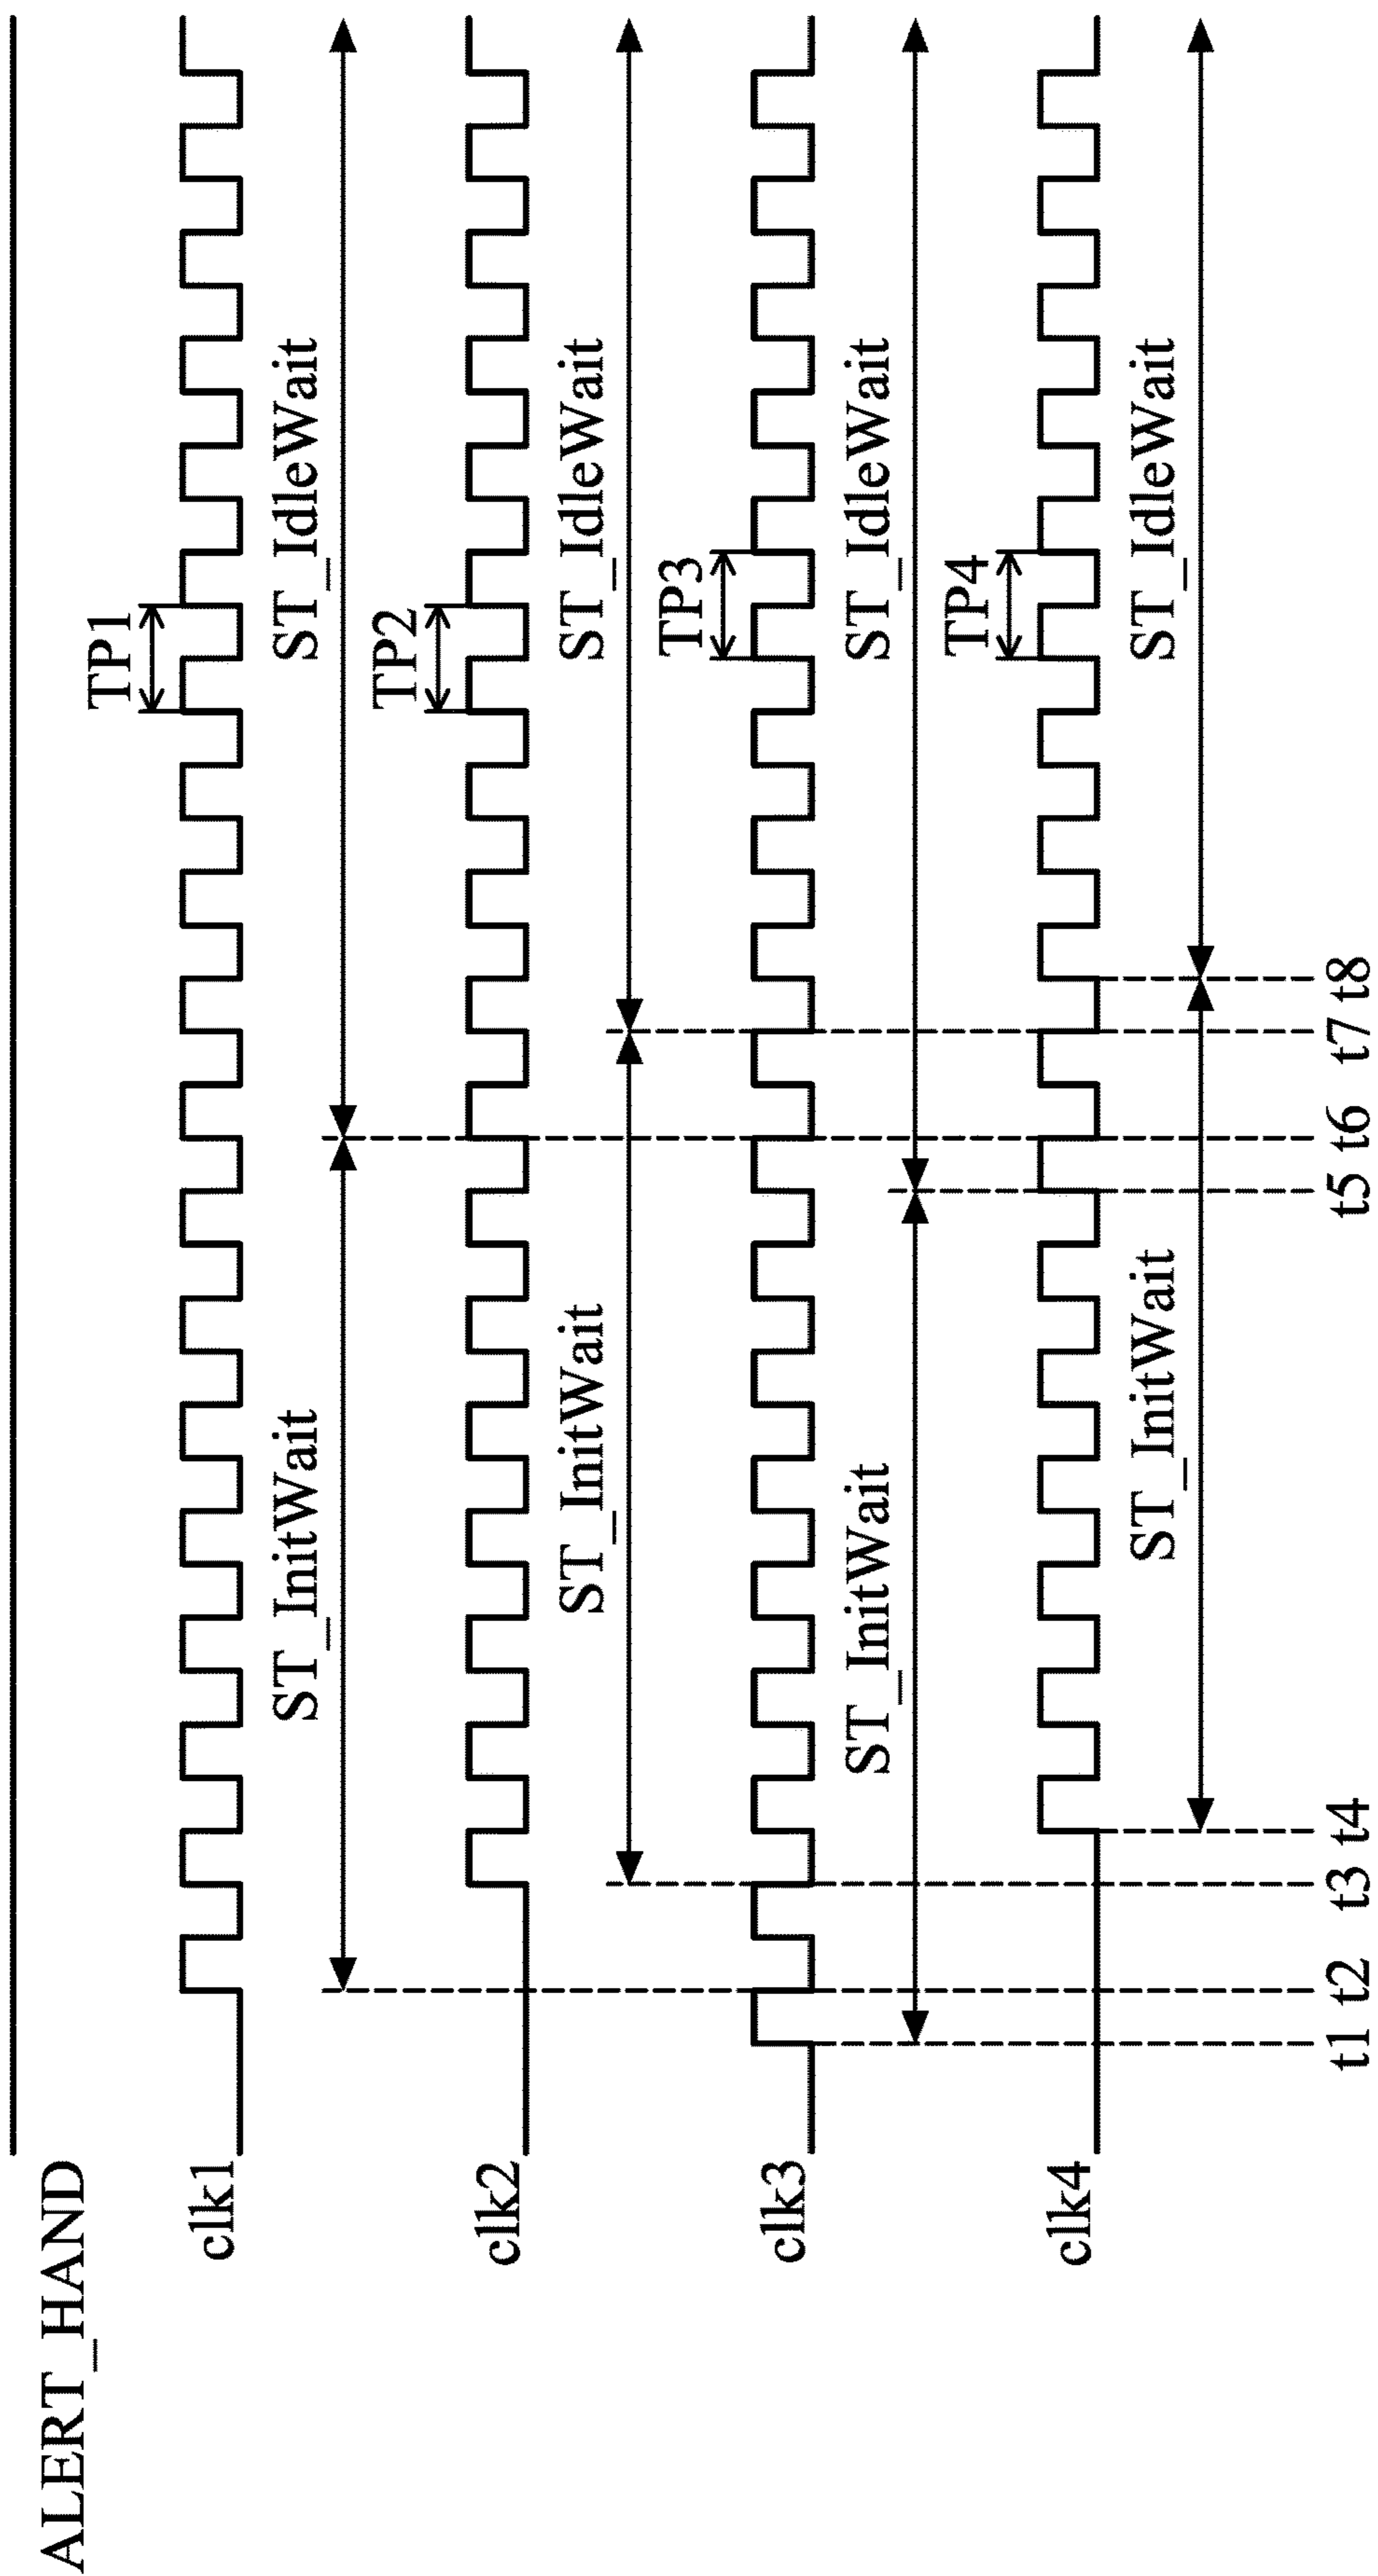 ALERT_HAND
clk1
TP1
ST_InitWait
ST_IdleWait
clk2
TP2
ST_InitWait
ST_IdleWait
clk3
TP3
ST_InitWait
ST_IdleWait
clk4
TP4
ST_InitWait
ST_IdleWait
t1 t2 t3 t4 t5 t6 t7 t8